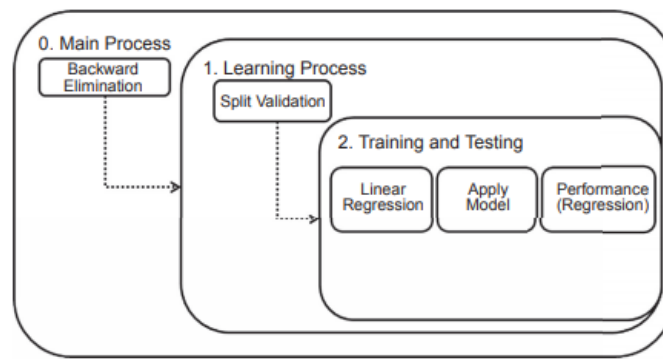 0. Main Process
Backward
Elimination
1. Learning Process
Split Validation
2. Training and Testing
Linear
Regression
Apply
Model
Performance
(Regression)